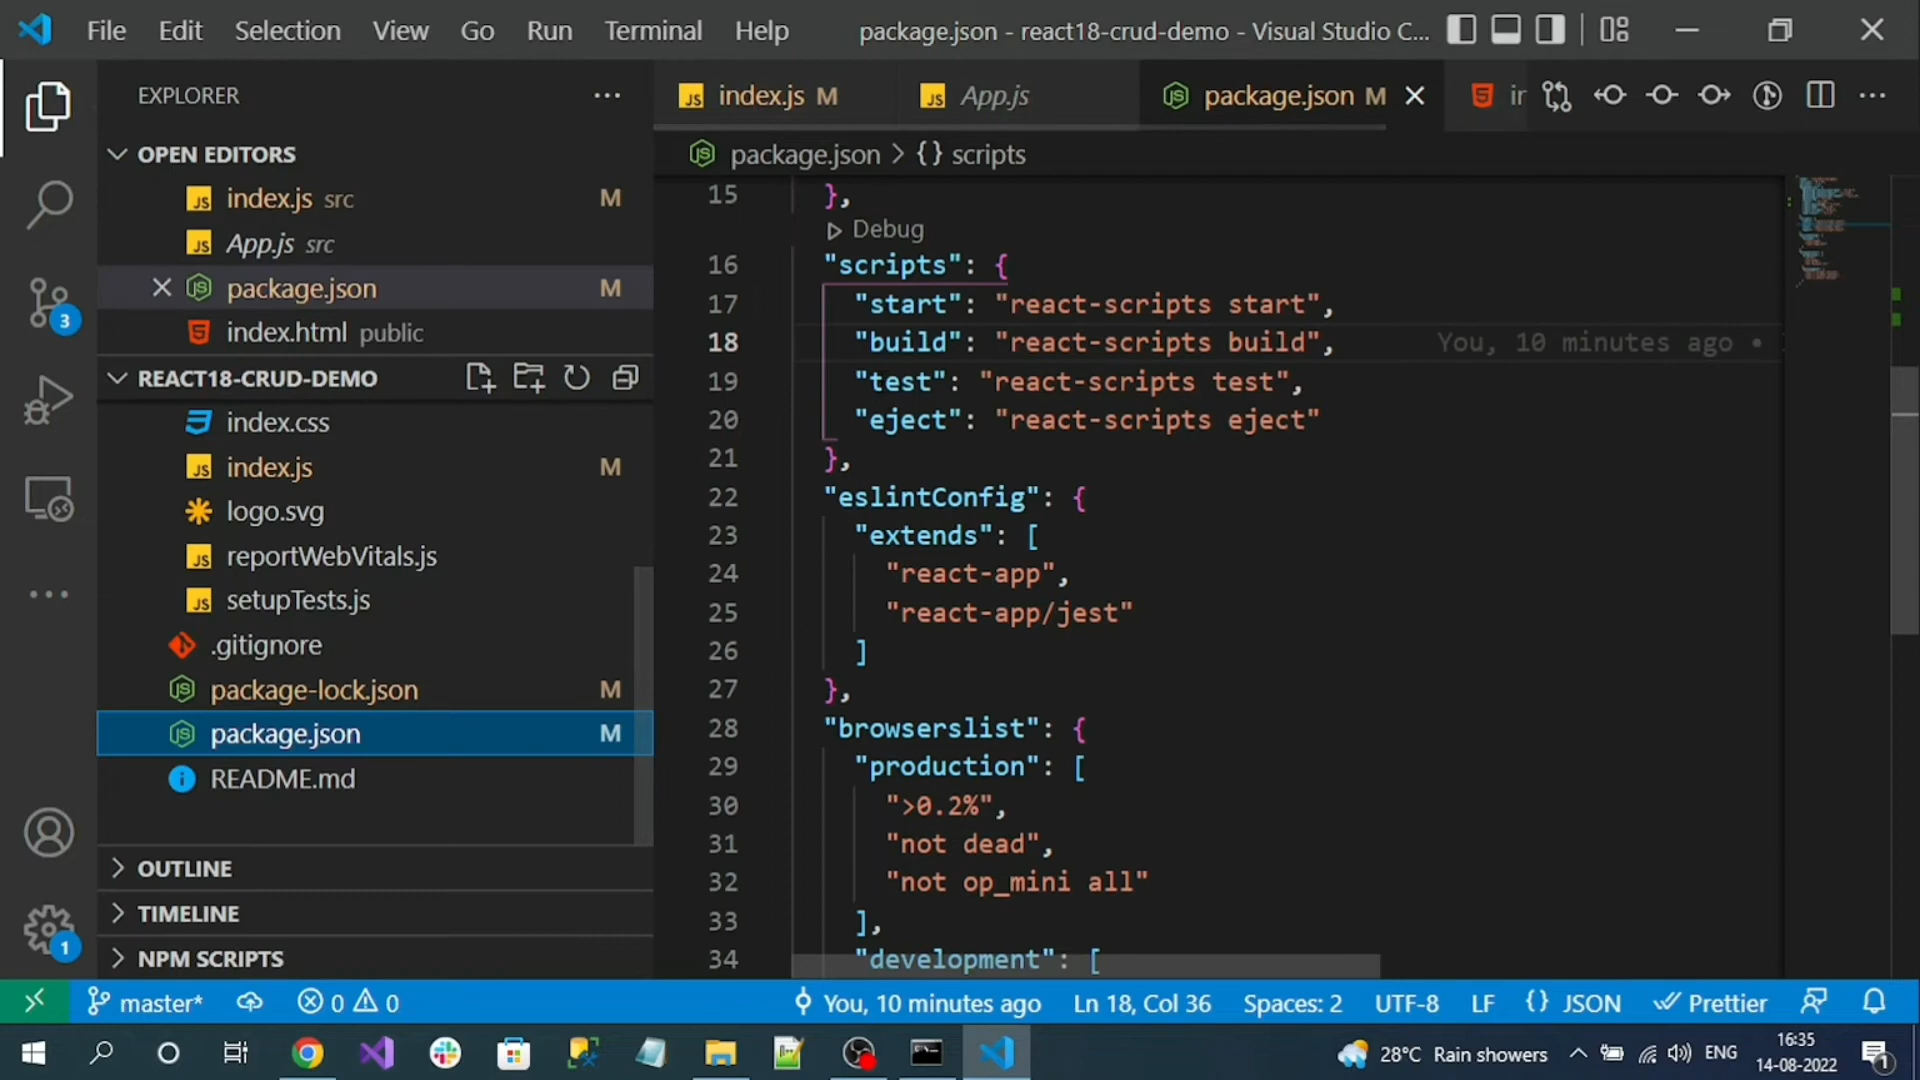 File Edit Selection View Go Run Terminal Help package.json - react18-crud-demo - Visual Studio C...
EXPLORER
OPEN EDITORS
index.js src M
App.js src
package.json M
index.html public
REACT18-CRUD-DEMO
index.css
index.js M
logo.svg
reportWebVitals.js
setupTests.js
.gitignore
package-lock.json M
package.json M
README.md
OUTLINE
TIMELINE
NPM SCRIPTS
index.js M App.js package.json M
package.json > {} scripts
15 },
Debug
16 "scripts": {
17 "start": "react-scripts start",
18 "build": "react-scripts build", You, 10 minutes ago •
19 "test": "react-scripts test",
20 "eject": "react-scripts eject"
21 },
22 "eslintConfig": {
23 "extends": [
24 "react-app",
25 "react-app/jest"
26 ]
27 },
28 "browserslist": {
29 "production": [
30 ">0.2%",
31 "not dead",
32 "not op_mini all"
33 ],
34 "development": [
3
1
master* 0 0 You, 10 minutes ago Ln 18, Col 36 Spaces: 2 UTF-8 LF {} JSON Prettier
28°C Rain showers ENG 16:35
14-08-2022 1